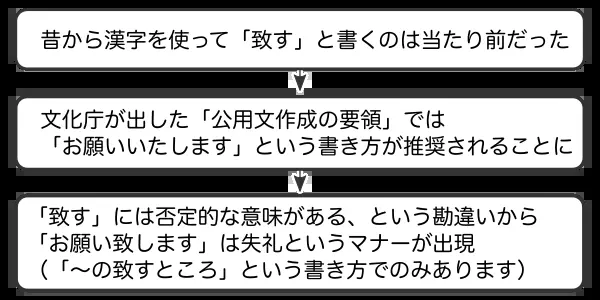 昔から漢字を使って「致す」と書くのは当たり前だった
文化庁が出した「公用文作成の要領」では
「お願いいたします」という書き方が推奨されることに
「致す」には否定的な意味がある、という勘違いから
「お願い致します」は失礼というマナーが出現
（「〜の致すところ」という書き方でのみあります）